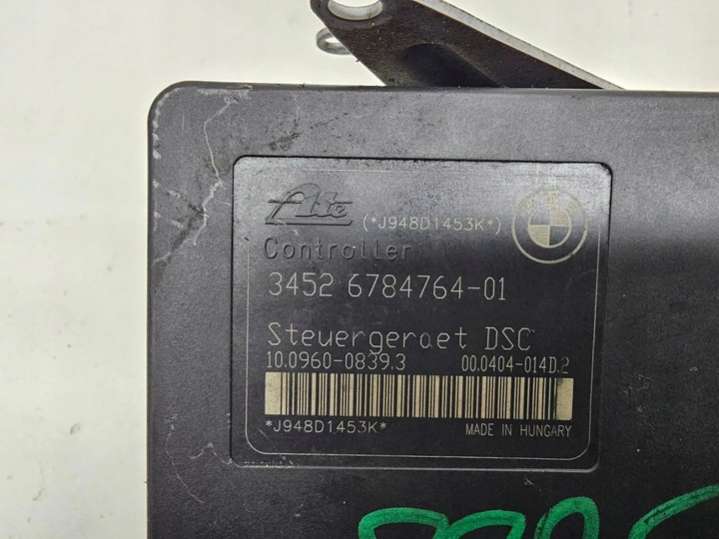 Ate (*J948D1453K*)
BMW
Controller
3452 6784764-01
Steuergeraet DSC
10.0960-0839.3 00.0404-014D.2
*J948D1453K* MADE IN HUNGARY